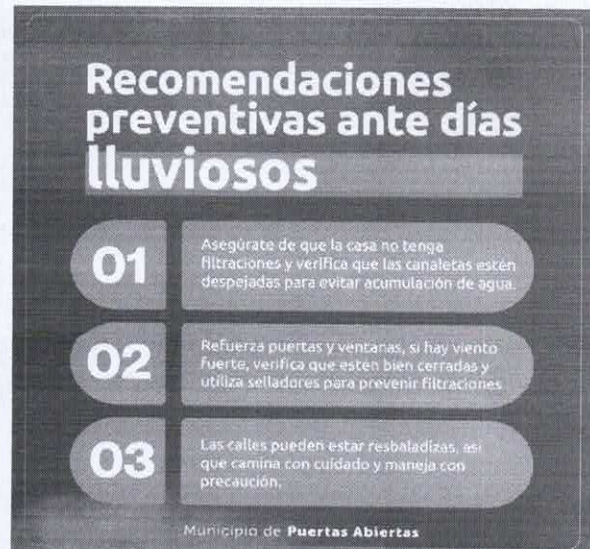 Recomendaciones
preventivas ante días
lluviosos
01
Asegúrate de que la casa no tenga
filtraciones y verifica que las canaletas estén
despejadas para evitar acumulación de agua.
02
Refuerza puertas y ventanas, si hay viento
fuerte, verifica que esten bien cerradas y
utiliza selladores para prevenir filtraciones
03
Las calles pueden estar resbaladizas, asi
que camina con cuidado y maneja con
precaución.
Municipio de Puertas Abiertas